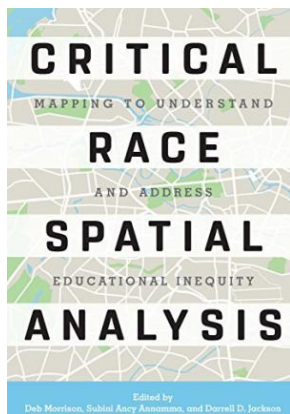 CRITICAL
MAPPING TO UNDERSTAND
RACE
AND ADDRESS
SPATIAL
EDUCATIONAL INEQUITY
ANALYSIS
Edited by
Deb Morrison, Subini Ancy Annamma, and Darrell D. Jackson